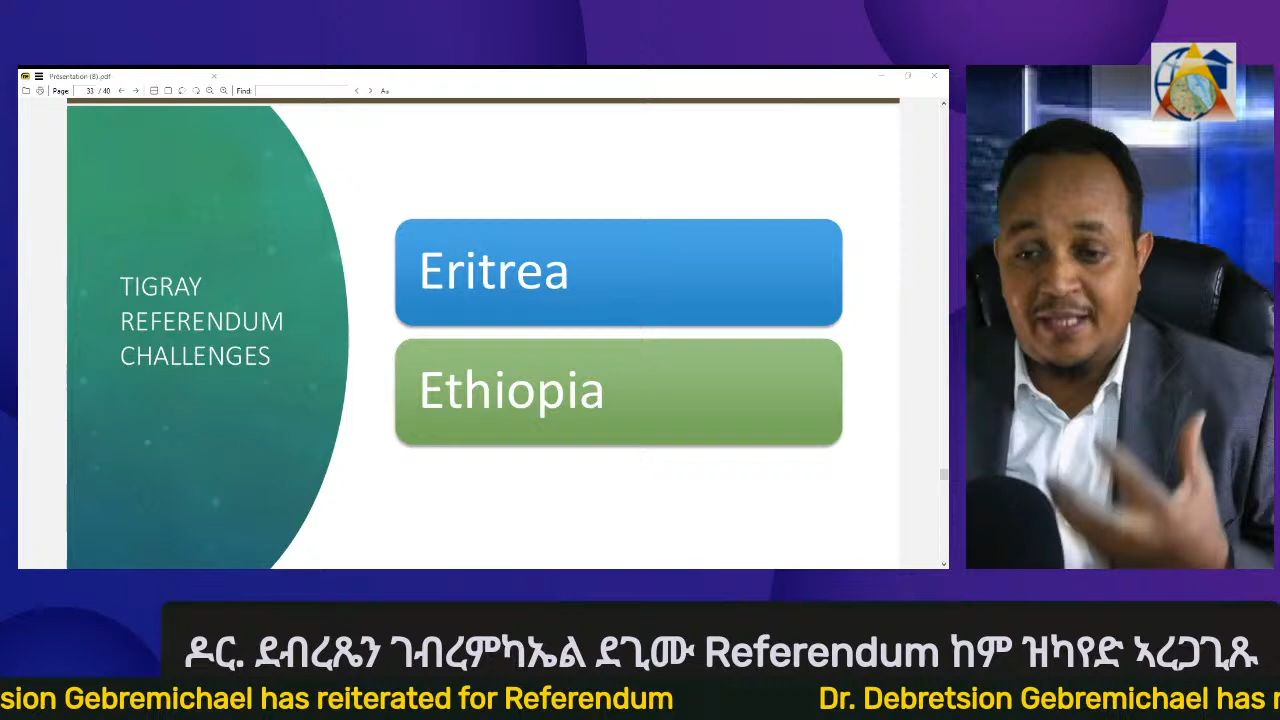 Presentation (8).pdf
Page: 33 / 40 Find: Aa
TIGRAY
REFERENDUM
CHALLENGES
Eritrea
Ethiopia
ዶር. ደብረጼን ገብረምካኤል ደጊሙ Referendum ከም ዝካየድ ኣረጋጊጹ
sion Gebremichael has reiterated for Referendum Dr. Debretsion Gebremichael has r